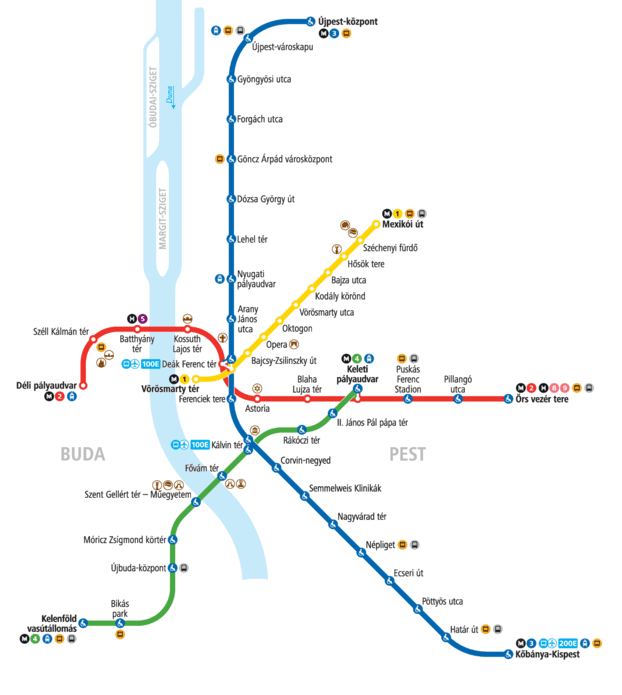 Újpest-központ
M 3
Újpest-városkapu
Gyöngyösi utca
Forgách utca
Göncz Árpád városközpont
Dózsa György út
Lehel tér
Nyugati
pályaudvar
Arany
János
utca
ÓBUDAI-SZIGET
Duna
MARGIT-SZIGET
M 1
Mexikói út
Széchenyi fürdő
Hősök tere
Bajza utca
Kodály körönd
Vörösmarty utca
Oktogon
Opera
Bajcsy-Zsilinszky út
M 5
Széll Kálmán tér
Batthyány
tér
Kossuth
Lajos tér
100E Deák Ferenc tér
M 1
Vörösmarty tér
Déli pályaudvar
M 2
Ferenciek tere
Astoria
Blaha
Lujza tér
M 4
Keleti
pályaudvar
Puskás
Ferenc
Stadion
Pillangó
utca
M 2 H 8 9
Örs vezér tere
II. János Pál pápa tér
Rákóczi tér
100E Kálvin tér
BUDA
PEST
Fővám tér
Corvin-negyed
Szent Gellért tér – Műegyetem
Semmelweis Klinikák
Nagyvárad tér
Móricz Zsigmond körtér
Népliget
Újbuda-központ
Ecseri út
Bikás
park
Pöttyös utca
Kelenföld
vasútállomás
M 4
Határ út
M 3 200E
Kőbánya-Kispest